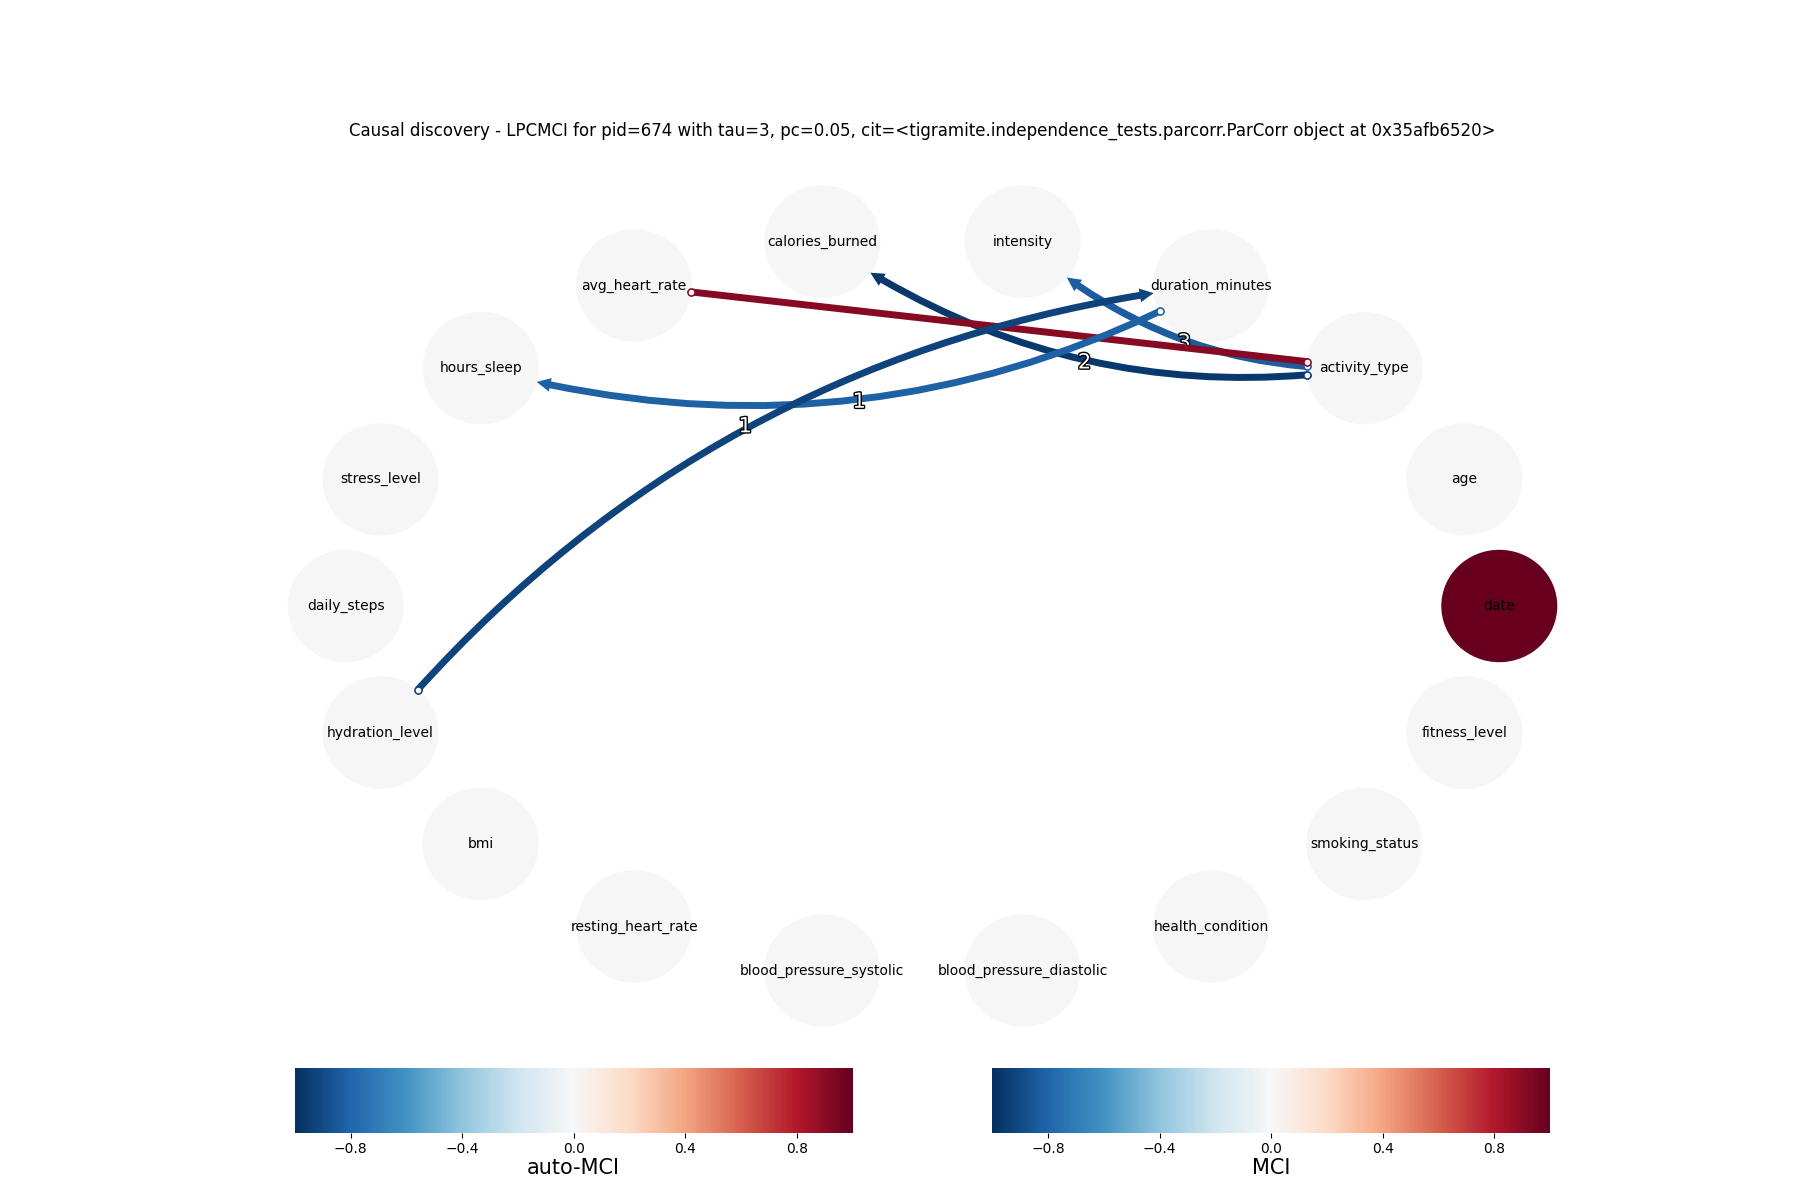 Causal discovery - LPCMCI for pid=674 with tau=3, pc=0.05, cit=<tigramite.independence_tests.parcorr.ParCorr object at 0x35afb6520>
calories_burned
intensity
avg_heart_rate
duration_minutes
3
2
hours_sleep
activity_type
1
1
stress_level
age
daily_steps
date
hydration_level
fitness_level
bmi
smoking_status
resting_heart_rate
health_condition
blood_pressure_systolic
blood_pressure_diastolic
−0.8 −0.4 0.0 0.4 0.8
auto-MCI
−0.8 −0.4 0.0 0.4 0.8
MCI